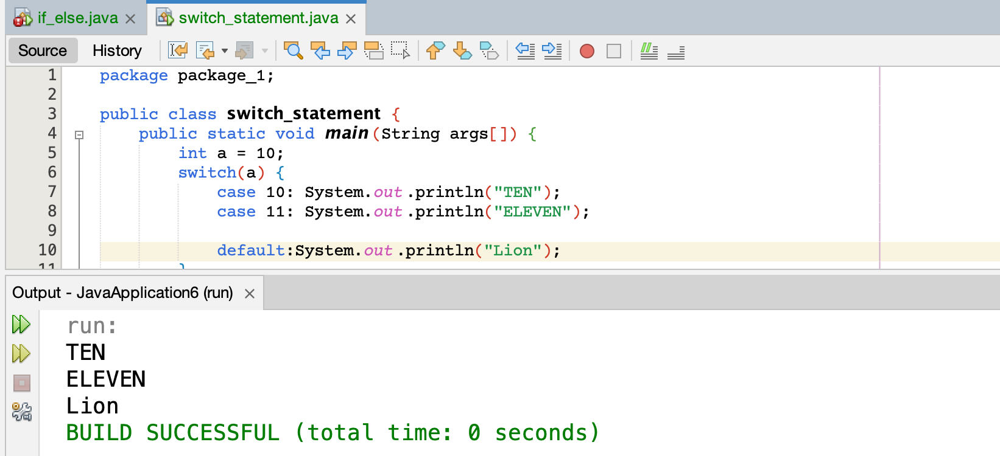 if_else.java
switch_statement.java
Source History
1 package package_1;
2
3 public class switch_statement {
4 public static void main(String args[]) {
5 int a = 10;
6 switch(a) {
7 case 10: System.out.println("TEN");
8 case 11: System.out.println("ELEVEN");
9
10 default:System.out.println("Lion");
11 }
Output - JavaApplication6 (run)
run:
TEN
ELEVEN
Lion
BUILD SUCCESSFUL (total time: 0 seconds)